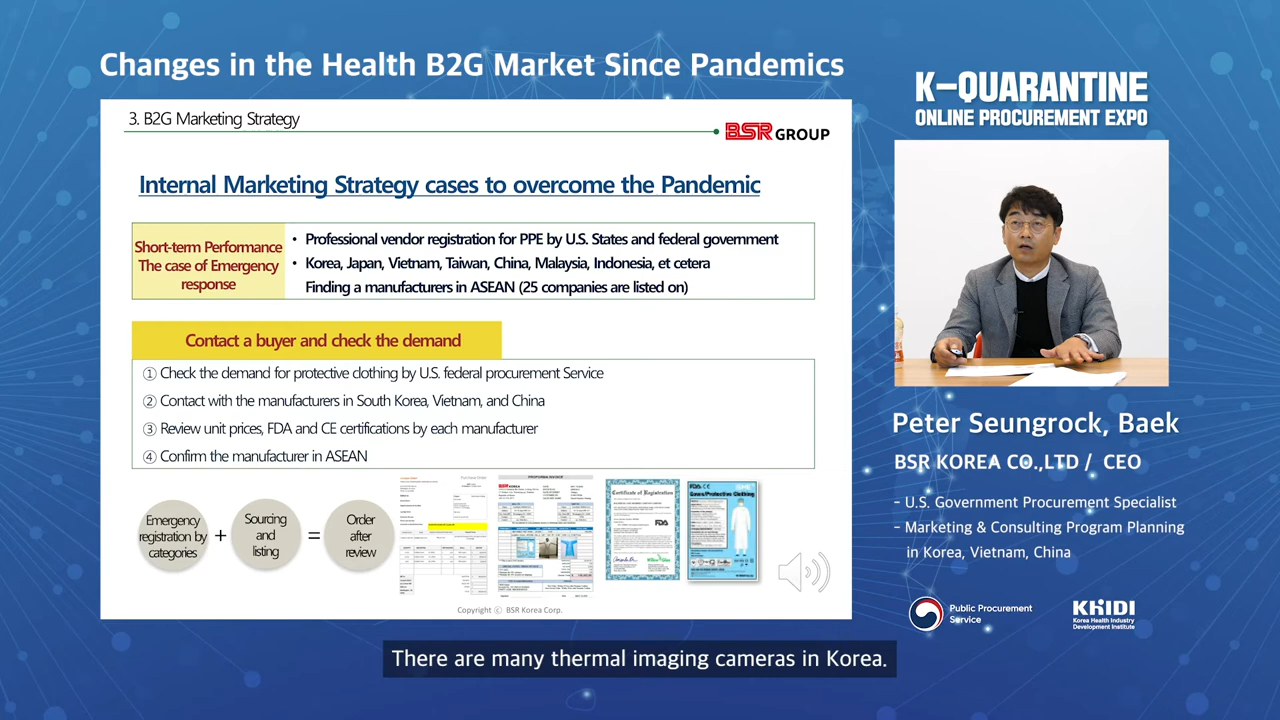 Changes in the Health B2G Market Since Pandemics
3. B2G Marketing Strategy
BSR GROUP
Internal Marketing Strategy cases to overcome the Pandemic
Short-term Performance
The case of Emergency
response
• Professional vendor registration for PPE by U.S. States and federal government
• Korea, Japan, Vietnam, Taiwan, China, Malaysia, Indonesia, et cetera
Finding a manufacturers in ASEAN (25 companies are listed on)
Contact a buyer and check the demand
① Check the demand for protective clothing by U.S. federal procurement Service
② Contact with the manufacturers in South Korea, Vietnam, and China
③ Review unit prices, FDA and CE certifications by each manufacturer
④ Confirm the manufacturer in ASEAN
Emergency
registration by
categories
+
Sourcing
and
listing
=
Order
after
review
PROFORMA INVOICE
Certificate of Registration
FDA
FDA CE
Gown/Protective Clothing
Copyright ⓒ BSR Korea Corp.
K-QUARANTINE
ONLINE PROCUREMENT EXPO
Peter Seungrock, Baek
BSR KOREA CO.,LTD / CEO
- U.S. Government Procurement Specialist
- Marketing & Consulting Program Planning
in Korea, Vietnam, China
Public Procurement
Service
KHIDI
Korea Health Industry
Development Institute
There are many thermal imaging cameras in Korea.